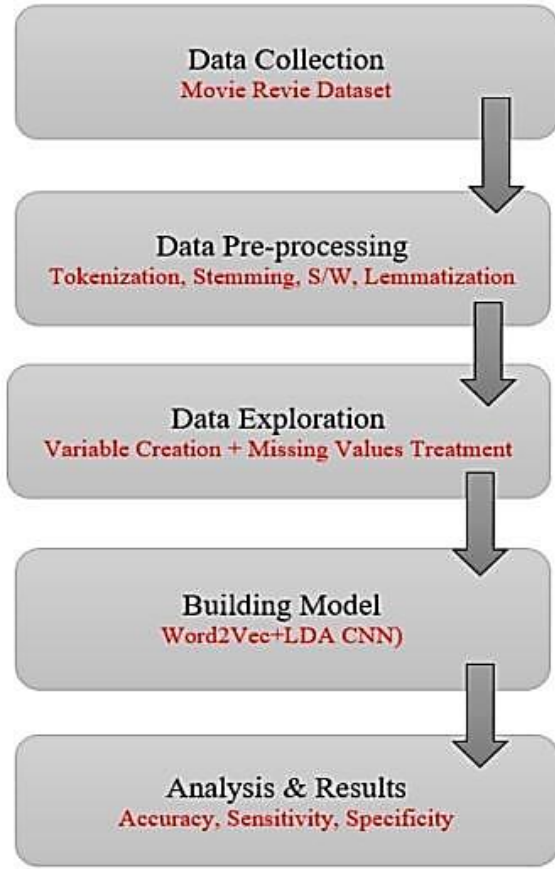 Data Collection
Movie Revie Dataset
Data Pre-processing
Tokenization, Stemming, S/W, Lemmatization
Data Exploration
Variable Creation + Missing Values Treatment
Building Model
Word2Vec+LDA CNN)
Analysis & Results
Accuracy, Sensitivity, Specificity